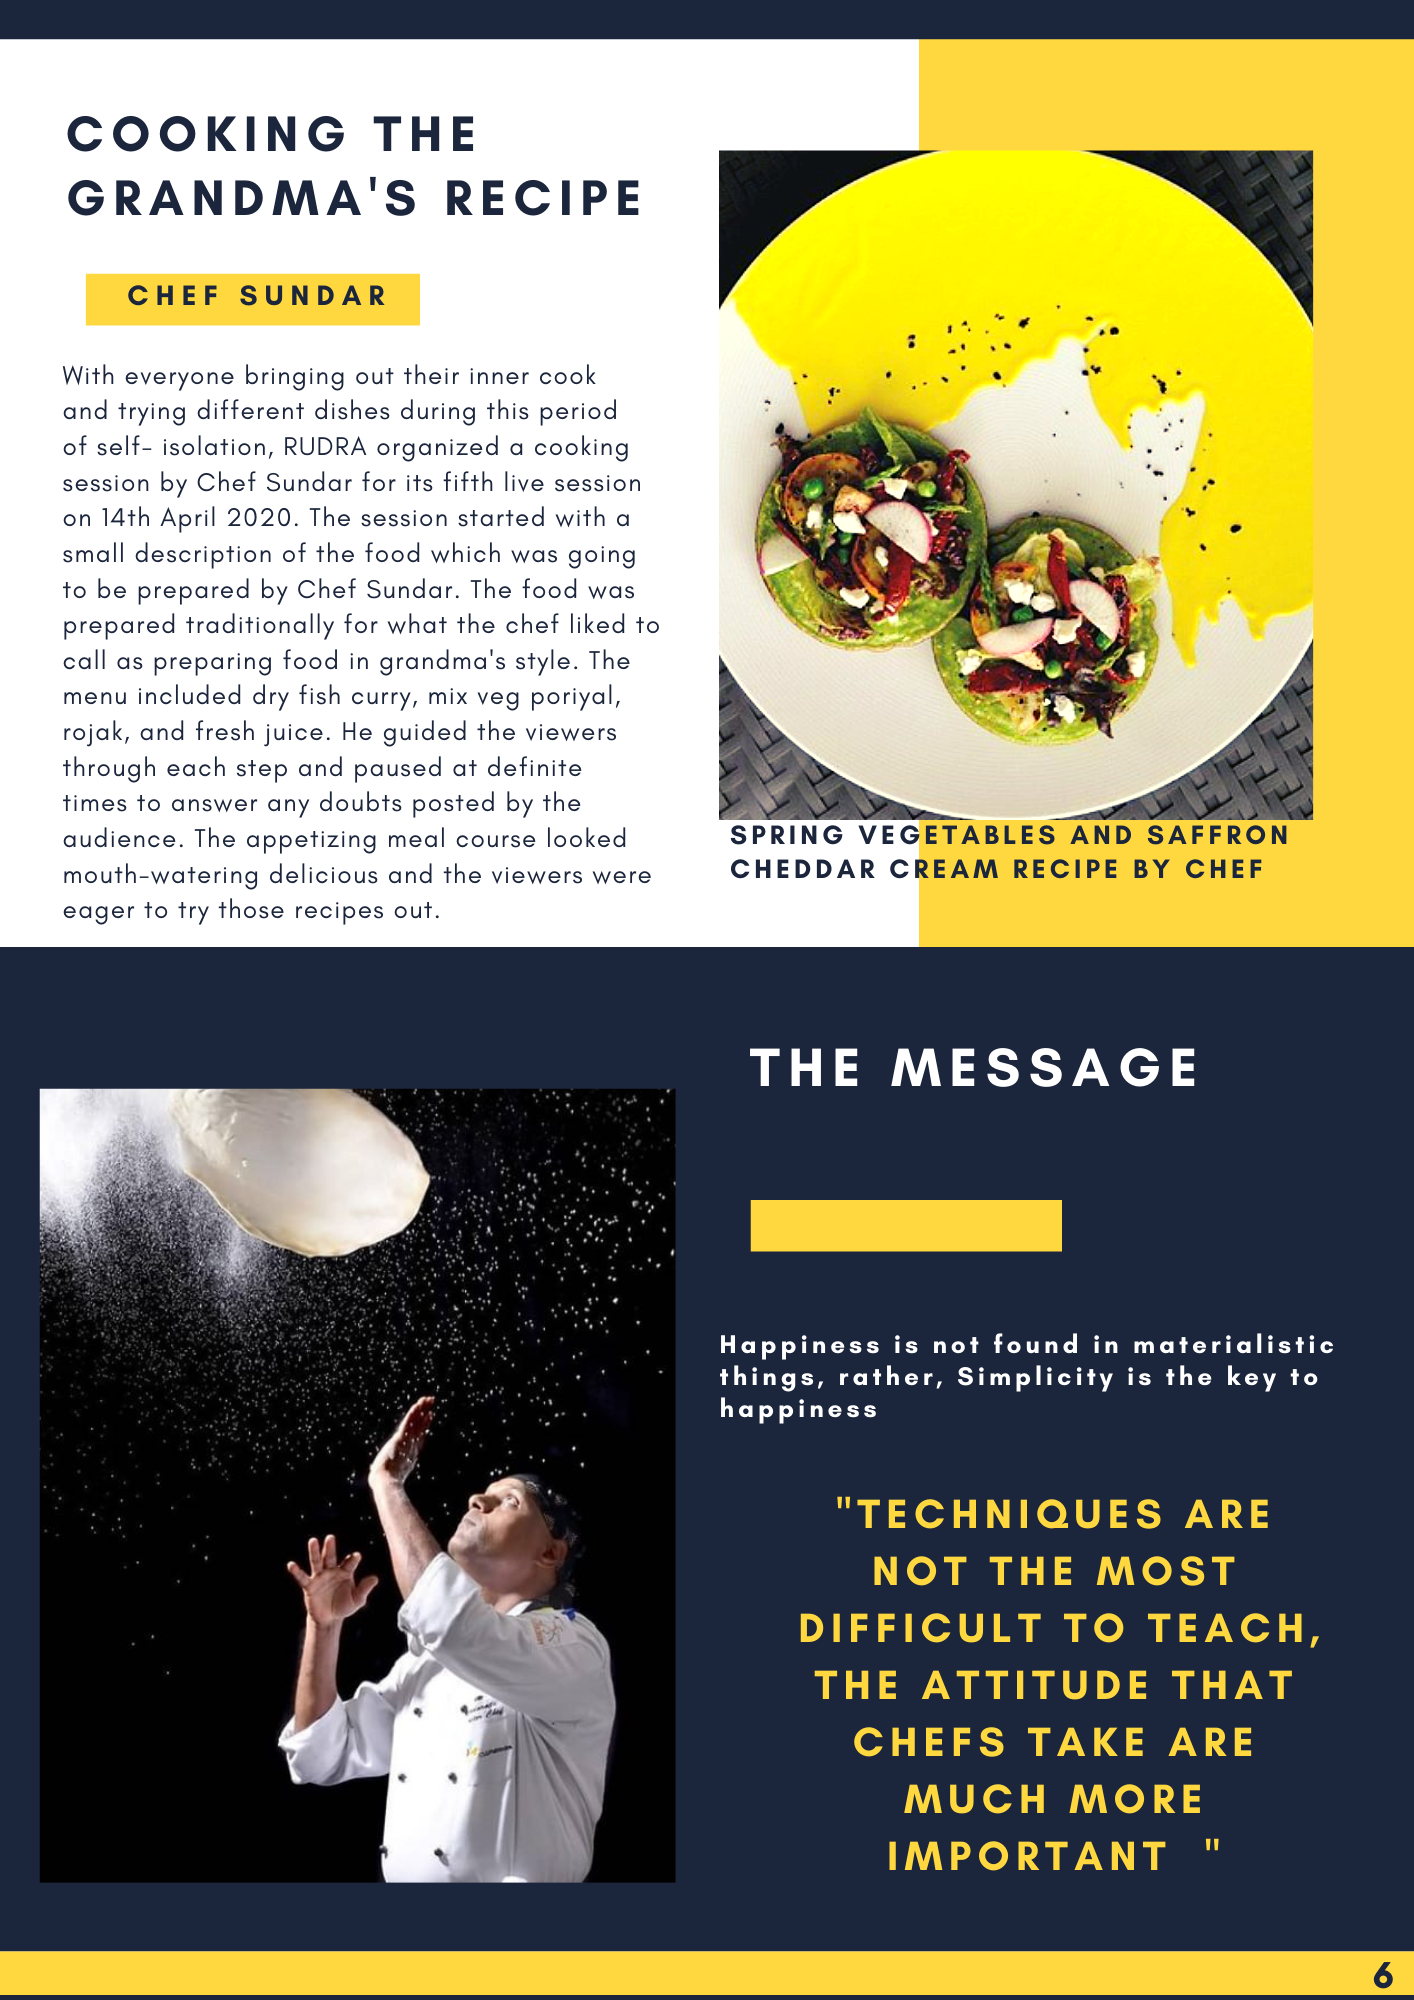 COOKING THE
GRANDMA'S RECIPE
CHEF SUNDAR
With everyone bringing out their inner cook
and trying different dishes during this period
of self- isolation, RUDRA organized a cooking
session by Chef Sundar for its fifth live session
on 14th April 2020. The session started with a
small description of the food which was going
to be prepared by Chef Sundar. The food was
prepared traditionally for what the chef liked to
call as preparing food in grandma's style. The
menu included dry fish curry, mix veg poriyal,
rojak, and fresh juice. He guided the viewers
through each step and paused at definite
times to answer any doubts posted by the
audience. The appetizing meal course looked
mouth-watering delicious and the viewers were
eager to try those recipes out.
SPRING VEGETABLES AND SAFFRON
CHEDDAR CREAM RECIPE BY CHEF
THE MESSAGE
Happiness is not found in materialistic
things, rather, Simplicity is the key to
happiness
"TECHNIQUES ARE
NOT THE MOST
DIFFICULT TO TEACH,
THE ATTITUDE THAT
CHEFS TAKE ARE
MUCH MORE
IMPORTANT "
6